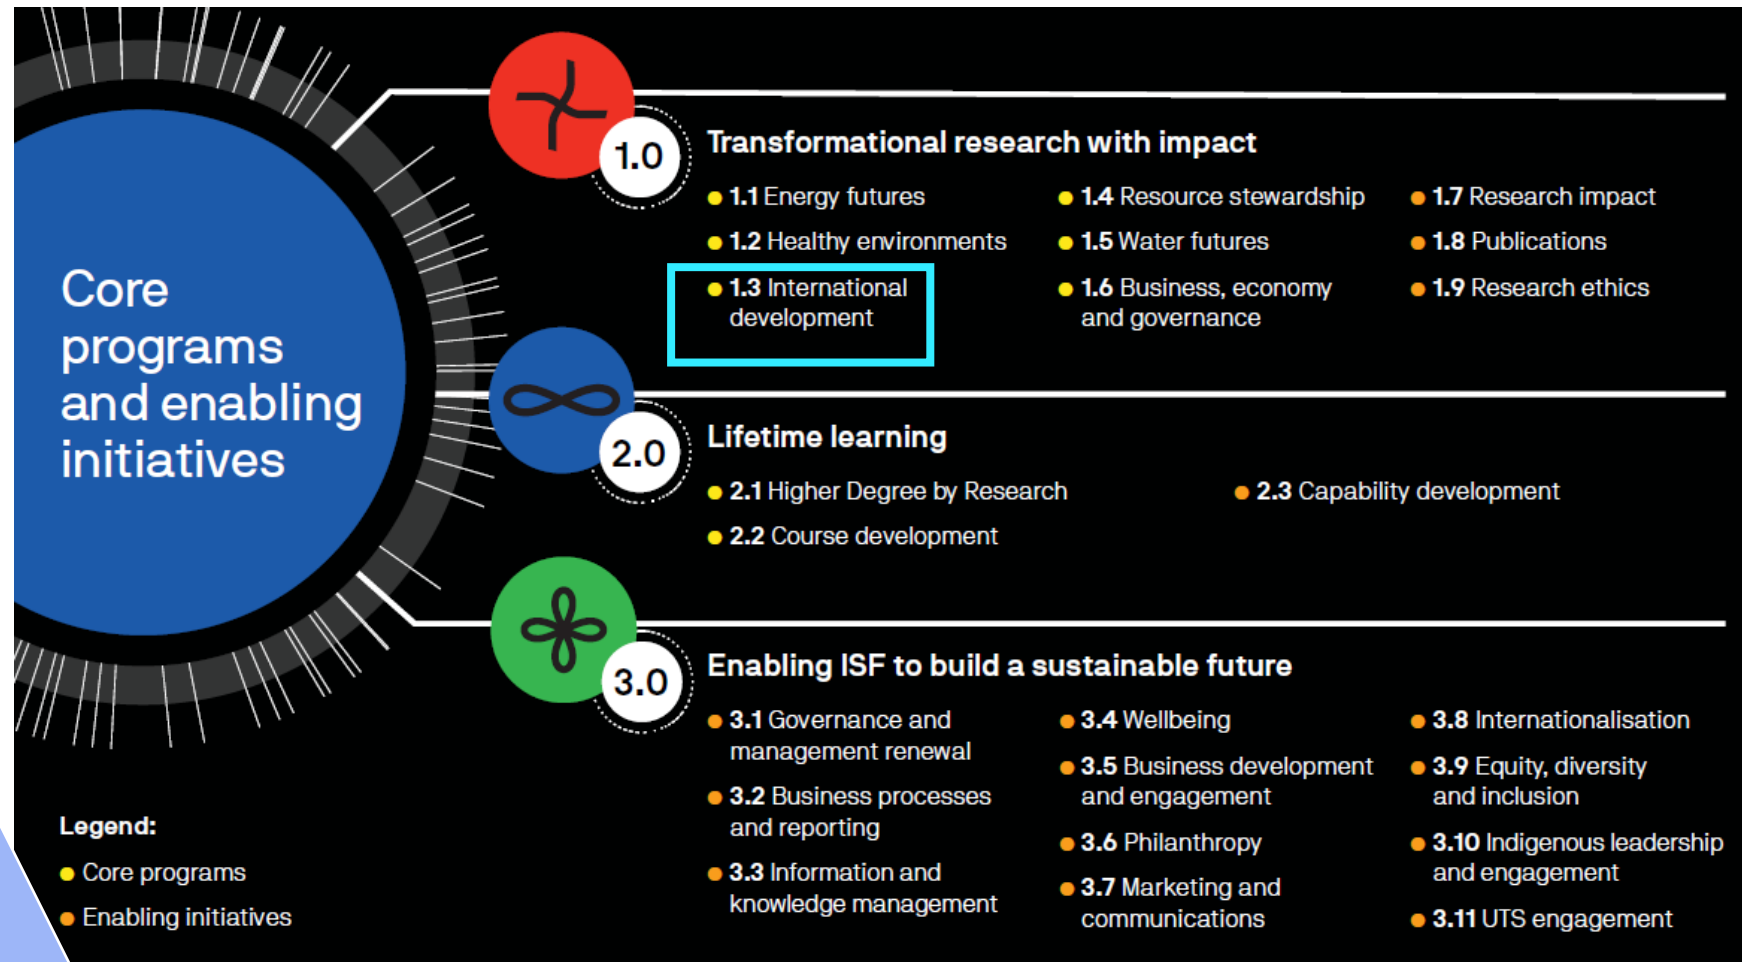 Core
programs
and enabling
initiatives
1.0
Transformational research with impact
1.1 Energy futures
1.2 Healthy environments
1.3 International
development
1.4 Resource stewardship
1.5 Water futures
1.6 Business, economy
and governance
1.7 Research impact
1.8 Publications
1.9 Research ethics
2.0
Lifetime learning
2.1 Higher Degree by Research
2.2 Course development
2.3 Capability development
3.0
Enabling ISF to build a sustainable future
3.1 Governance and
management renewal
3.2 Business processes
and reporting
3.3 Information and
knowledge management
3.4 Wellbeing
3.5 Business development
and engagement
3.6 Philanthropy
3.7 Marketing and
communications
3.8 Internationalisation
3.9 Equity, diversity
and inclusion
3.10 Indigenous leadership
and engagement
3.11 UTS engagement
Legend:
Core programs
Enabling initiatives